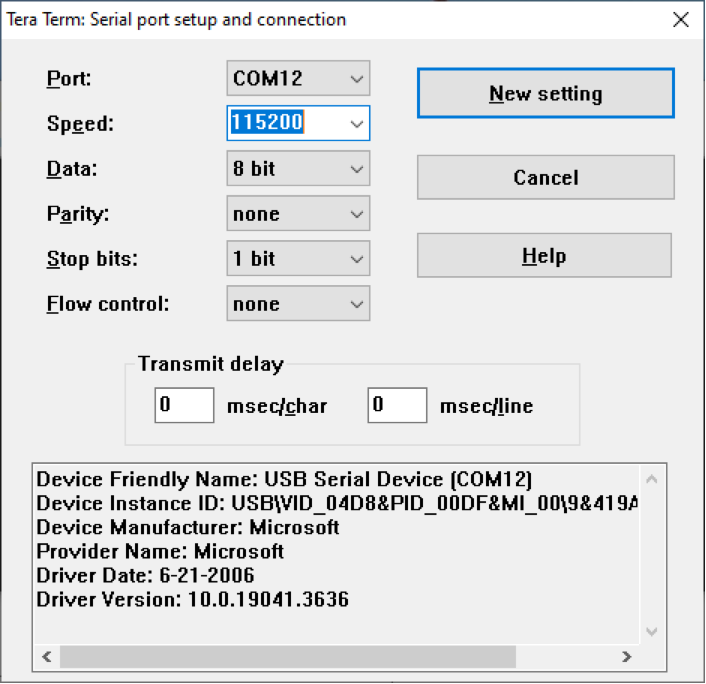 Tera Term: Serial port setup and connection
Port: COM12
New setting
Speed: 115200
Data: 8 bit
Cancel
Parity: none
Stop bits: 1 bit
Help
Flow control: none
Transmit delay
0 msec/char 0 msec/line
Device Friendly Name: USB Serial Device (COM12)
Device Instance ID: USB\VID_04D8&PID_00DF&MI_00\9&419A
Device Manufacturer: Microsoft
Provider Name: Microsoft
Driver Date: 6-21-2006
Driver Version: 10.0.19041.3636